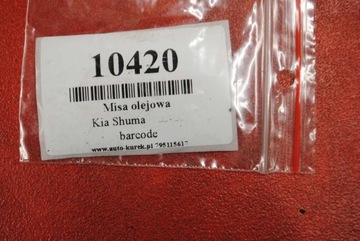 10420
Misa olejowa
Kia Shuma
barcode
www.auto-kurek.pl